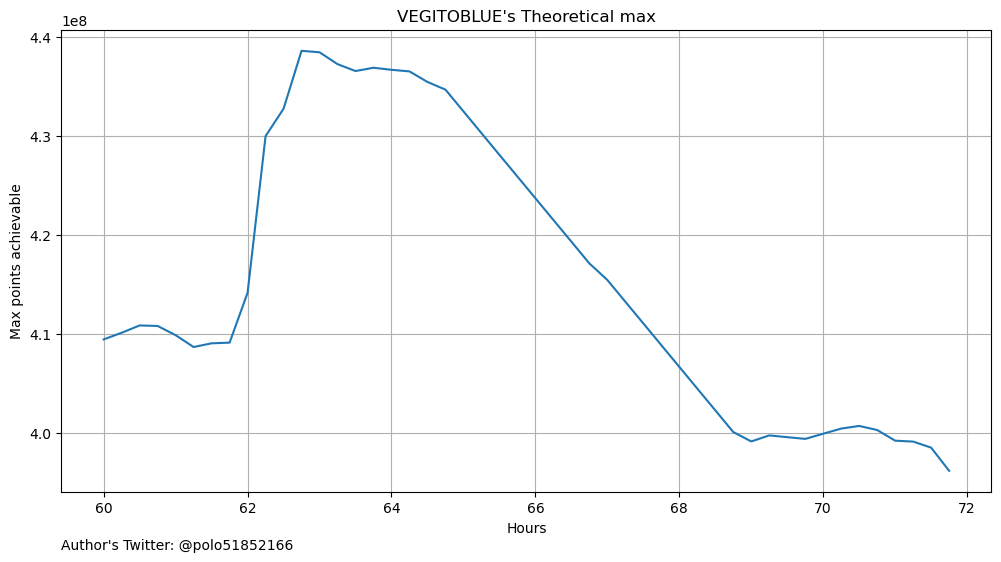 VEGITOBLUE's Theoretical max
1e8
4.4
4.3
4.2
4.1
4.0
Max points achievable
60 62 64 66 68 70 72
Hours
Author's Twitter: @polo51852166